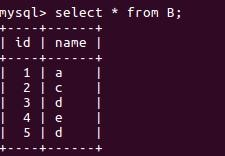 mysql> select * from B;
+----+------+
| id | name |
+----+------+
|  1 | a    |
|  2 | c    |
|  3 | d    |
|  4 | e    |
|  5 | d    |
+----+------+